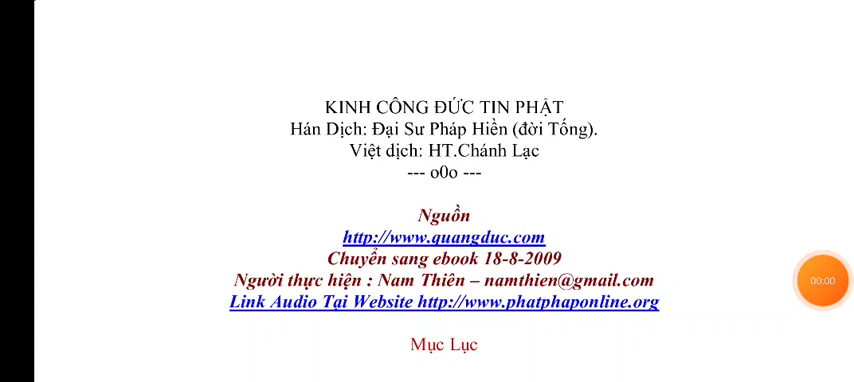 KINH CÔNG ĐỨC TIN PHẬT
Hán Dịch: Đại Sư Pháp Hiền (đời Tống).
Việt dịch: HT.Chánh Lạc
--- o0o ---
Nguồn
http://www.quangduc.com
Chuyển sang ebook 18-8-2009
Người thực hiện : Nam Thiên – namthien@gmail.com
Link Audio Tại Website http://www.phatphaponline.org
00:00
Mục Lục